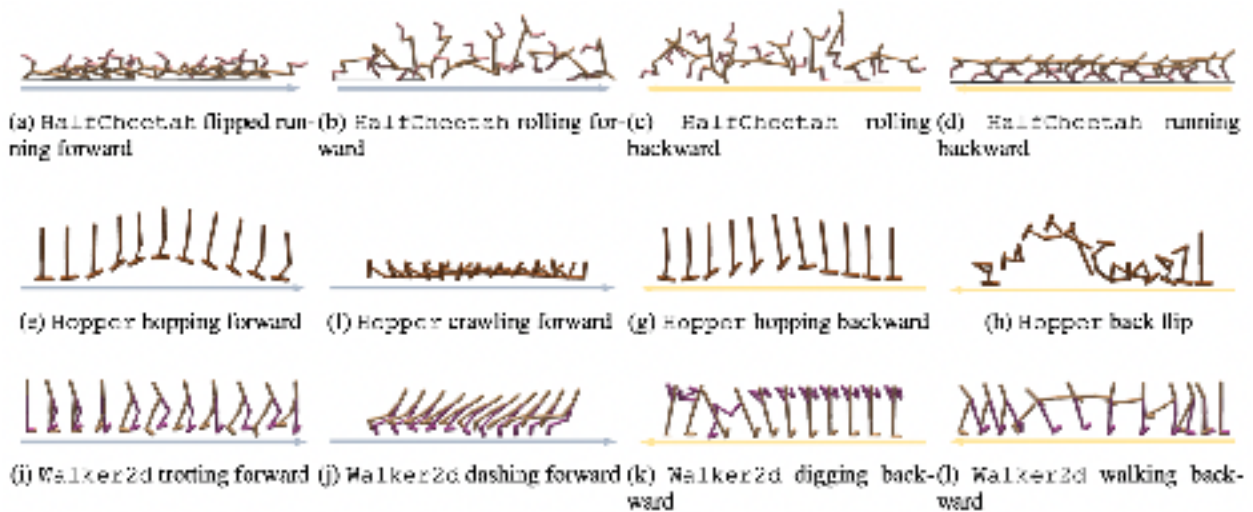 (a) HalfCheetah flipped run-
ning forward
(b) HalfCheetah rolling for-
ward
(c) HalfCheetah rolling
backward
(d) HalfCheetah running
backward
(e) Hopper hopping forward
(f) Hopper crawling forward
(g) Hopper hopping backward
(h) Hopper back flip
(i) Walker2d trotting forward
(j) Walker2d dashing forward
(k) Walker2d digging back-
ward
(l) Walker2d walking back-
ward